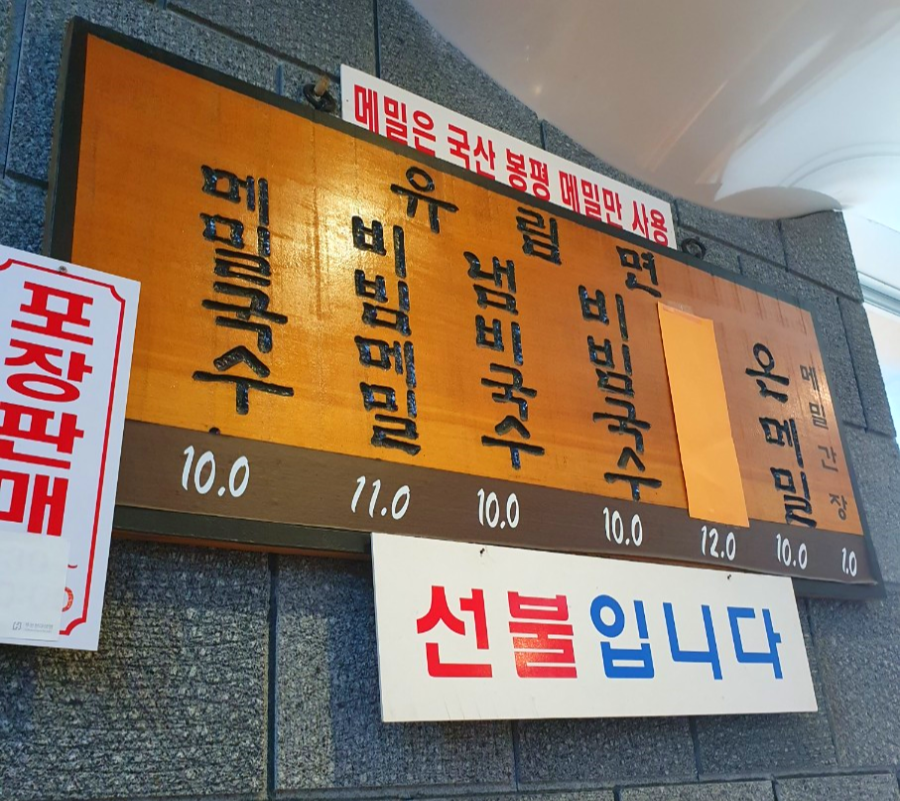 메밀은 국산 봉평 메밀만 사용
유림면
메밀국수
10.0
비빔메밀
11.0
냄비국수
10.0
비빔국수
10.0
12.0
온메밀
10.0
메밀간장
1.0
포장판매
선불입니다